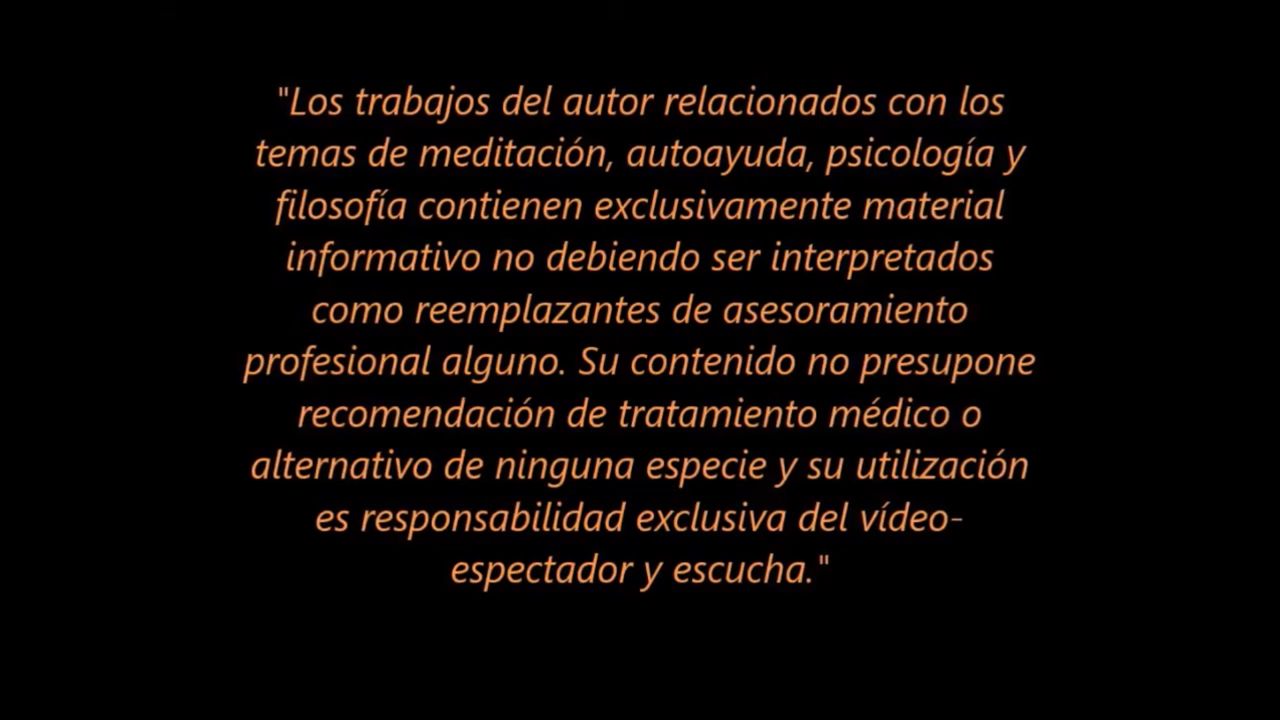 "Los trabajos del autor relacionados con los
temas de meditación, autoayuda, psicología y
filosofía contienen exclusivamente material
informativo no debiendo ser interpretados
como reemplazantes de asesoramiento
profesional alguno. Su contenido no presupone
recomendación de tratamiento médico o
alternativo de ninguna especie y su utilización
es responsabilidad exclusiva del vídeo-
espectador y escucha."